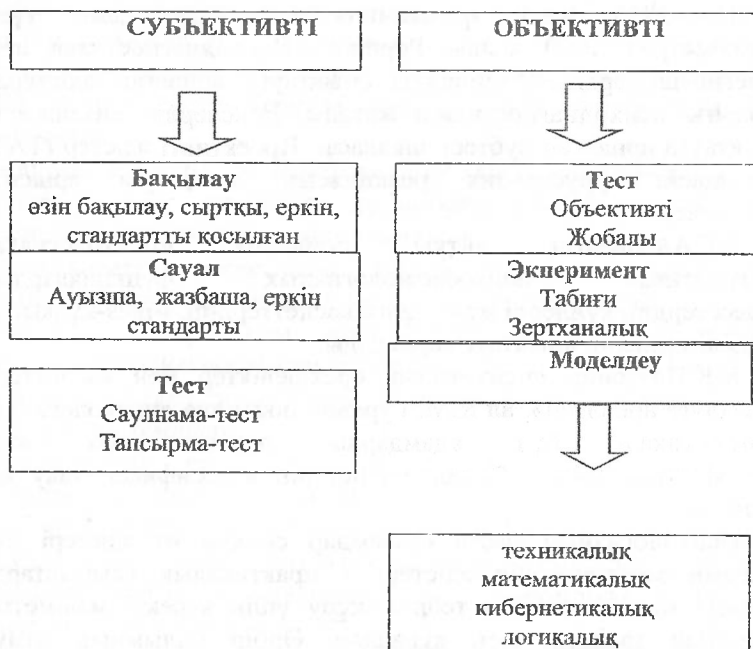 СУБЪЕКТИВТІ
ОБЪЕКТИВТІ
Бақылау
өзін бақылау, сыртқы, еркін,
стандартты қосылған
Сауал
Ауызша, жазбаша, еркін
стандарты
Тест
Саулнама-тест
Тапсырма-тест
Тест
Объективті
Жобалы
Экперимент
Табиғи
Зертханалық
Моделдеу
техникалық
математикалық
кибернетикалық
логикалық